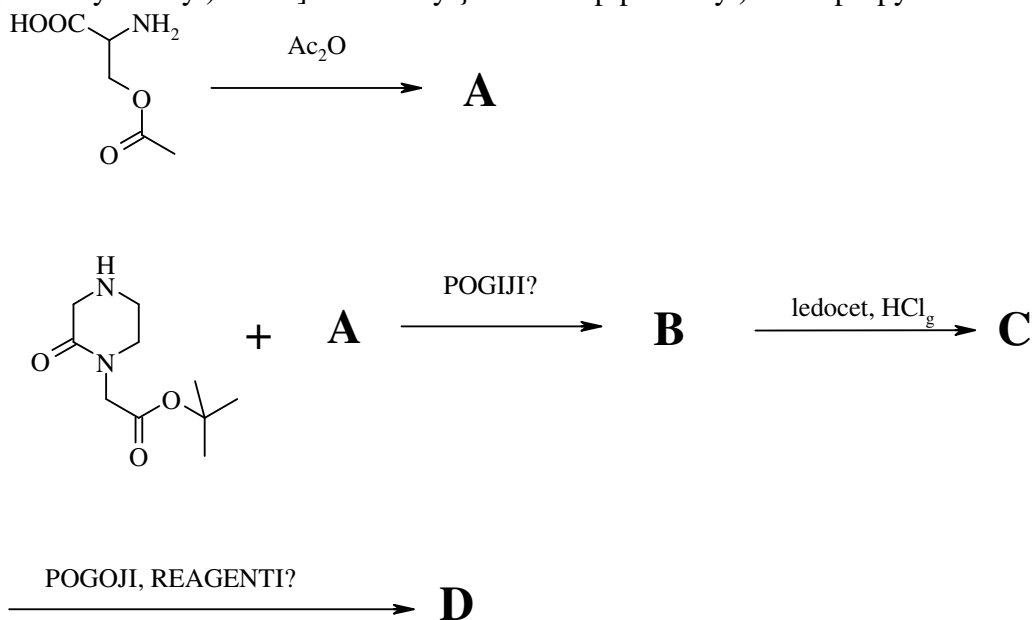 HOOC NH2
Ac2O
O
O
A
H
N
O
N
O
O
+
A
POGIJI?
B
ledocet, HClg
C
POGOJI, REAGENTI?
D